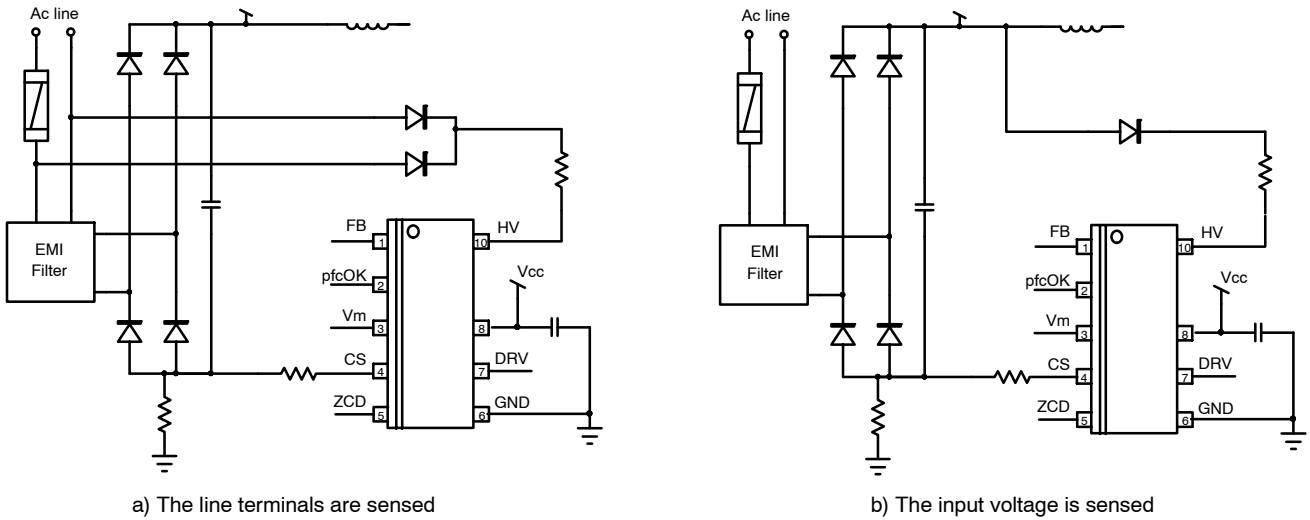 Ac line
EMI
Filter
FB
1
pfcOK
2
Vm
3
CS
4
ZCD
5
HV
10
Vcc
8
DRV
7
GND
6
a) The line terminals are sensed
Ac line
EMI
Filter
FB
1
pfcOK
2
Vm
3
CS
4
ZCD
5
HV
10
Vcc
8
DRV
7
GND
6
b) The input voltage is sensed